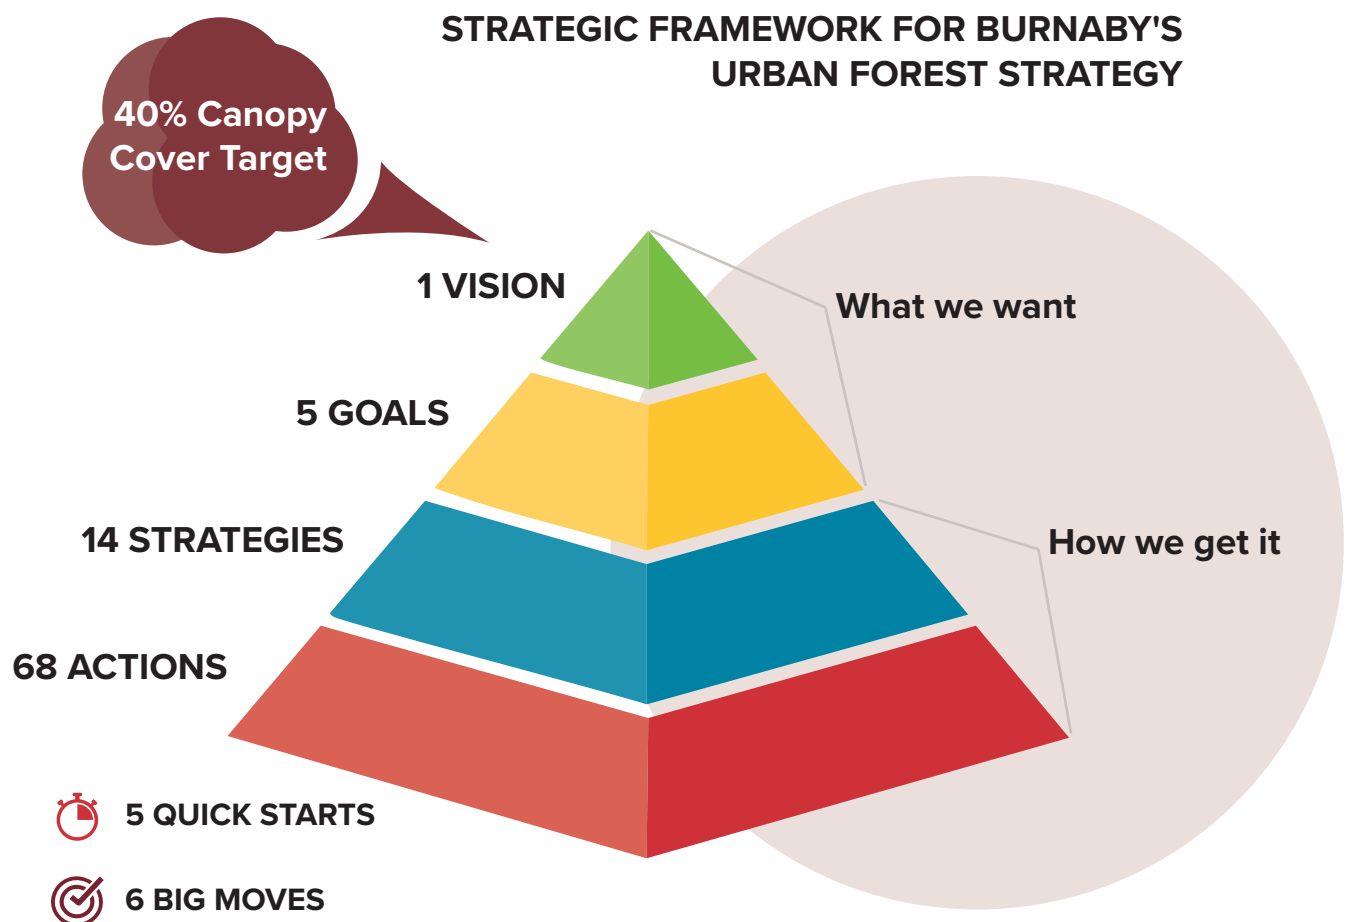 STRATEGIC FRAMEWORK FOR BURNABY'S
URBAN FOREST STRATEGY
40% Canopy
Cover Target
1 VISION
What we want
5 GOALS
14 STRATEGIES
How we get it
68 ACTIONS
5 QUICK STARTS
6 BIG MOVES